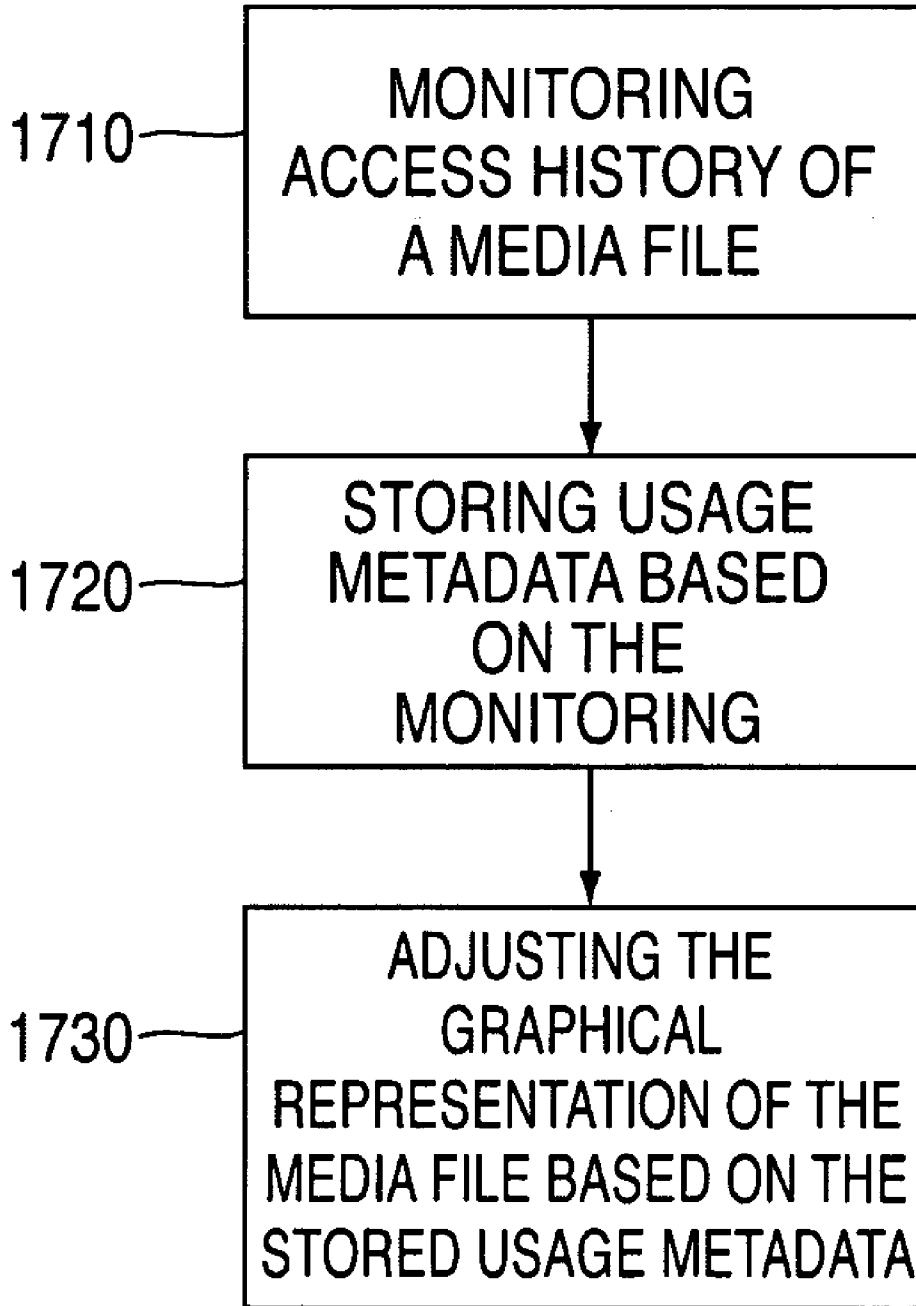 1710
MONITORING
ACCESS HISTORY OF
A MEDIA FILE
1720
STORING USAGE
METADATA BASED
ON THE
MONITORING
1730
ADJUSTING THE
GRAPHICAL
REPRESENTATION OF THE
MEDIA FILE BASED ON THE
STORED USAGE METADATA